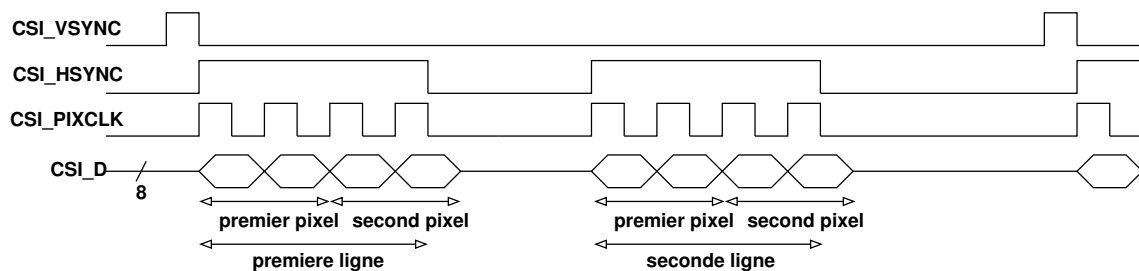 CSI_VSYNC
CSI_HSYNC
CSI_PIXCLK
CSI_D
8
premier pixel second pixel premier pixel second pixel
premiere ligne seconde ligne